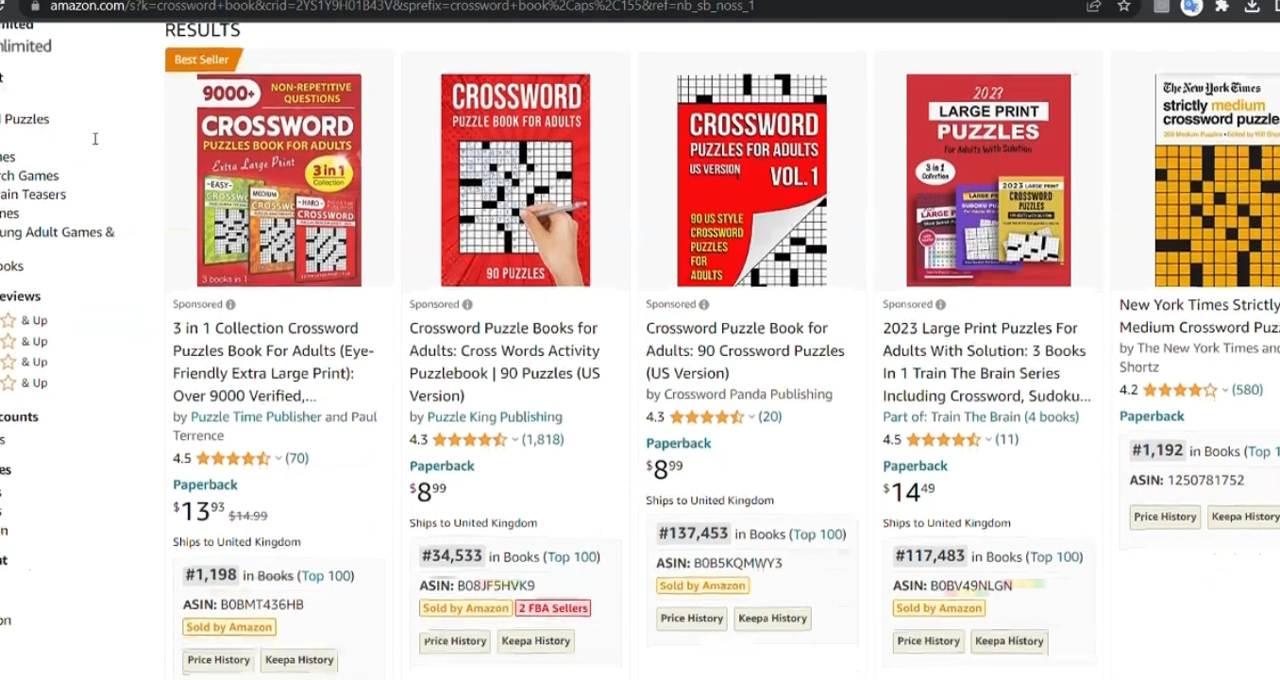 amazon.com/s?k=crossword+book&crid=2YS1Y9H01B43V&sprefix=crossword+book%2Caps%2C155&ref=nb_sb_noss_1
nlimited
RESULTS
Puzzles
rch Games
ain Teasers
ung Adult Games &
ooks
eviews
& Up
& Up
& Up
& Up
counts
Best Seller
9000+
NON-REPETITIVE
QUESTIONS
CROSSWORD
PUZZLES BOOK FOR ADULTS
Extra Large Print
3 in 1
Collection
-EASY-
MEDIUM
-HARD-
CROSSWORD
3 books in 1
Sponsored
3 in 1 Collection Crossword
Puzzles Book For Adults (Eye-
Friendly Extra Large Print):
Over 9000 Verified,...
by Puzzle Time Publisher and Paul
Terrence
4.5 (70)
Paperback
$13.93 $14.99
Ships to United Kingdom
#1,198 in Books (Top 100)
ASIN: B0BMT436HB
Sold by Amazon
Price History Keepa History
CROSSWORD
PUZZLE BOOK FOR ADULTS
90 PUZZLES
Sponsored
Crossword Puzzle Books for
Adults: Cross Words Activity
Puzzlebook | 90 Puzzles (US
Version)
by Puzzle King Publishing
4.3 (1,818)
Paperback
$8.99
Ships to United Kingdom
#34,533 in Books (Top 100)
ASIN: B08JF5HVK9
Sold by Amazon 2 FBA Sellers
Price History Keepa History
CROSSWORD
PUZZLES FOR ADULTS
US VERSION
VOL.1
90 US STYLE
CROSSWORD
PUZZLES
FOR
ADULTS
Sponsored
Crossword Puzzle Book for
Adults: 90 Crossword Puzzles
(US Version)
by Crossword Panda Publishing
4.3 (20)
Paperback
$8.99
Ships to United Kingdom
#137,453 in Books (Top 100)
ASIN: B0B5KQMWY3
Sold by Amazon
Price History Keepa History
2023
LARGE PRINT
PUZZLES
For Adults With Solution
3 in 1
Collection
2023 LARGE PRINT
CROSSWORD
PUZZLES
Sponsored
2023 Large Print Puzzles For
Adults With Solution: 3 Books
In 1 Train The Brain Series
Including Crossword, Sudoku...
Part of: Train The Brain (4 books)
4.5 (11)
Paperback
$14.49
Ships to United Kingdom
#117,483 in Books (Top 100)
ASIN: B0BV49NLGN
Sold by Amazon
Price History Keepa History
The New York Times
strictly medium
crossword puzzle
New York Times Strictly
Medium Crossword Puz
by The New York Times and
Shortz
4.2 (580)
Paperback
#1,192 in Books (Top 1
ASIN: 1250781752
Price History Keepa History